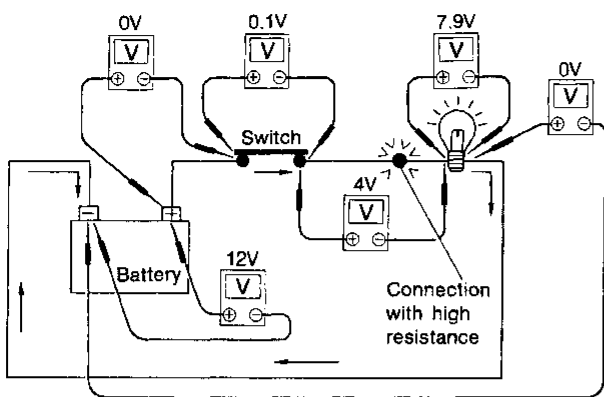 0V
0.1V
7.9V
0V
V
V
V
V
+ −
+ −
+ −
+ −
Switch
4V
V
+ −
− +
Battery
12V
V
+ −
Connection
with high
resistance